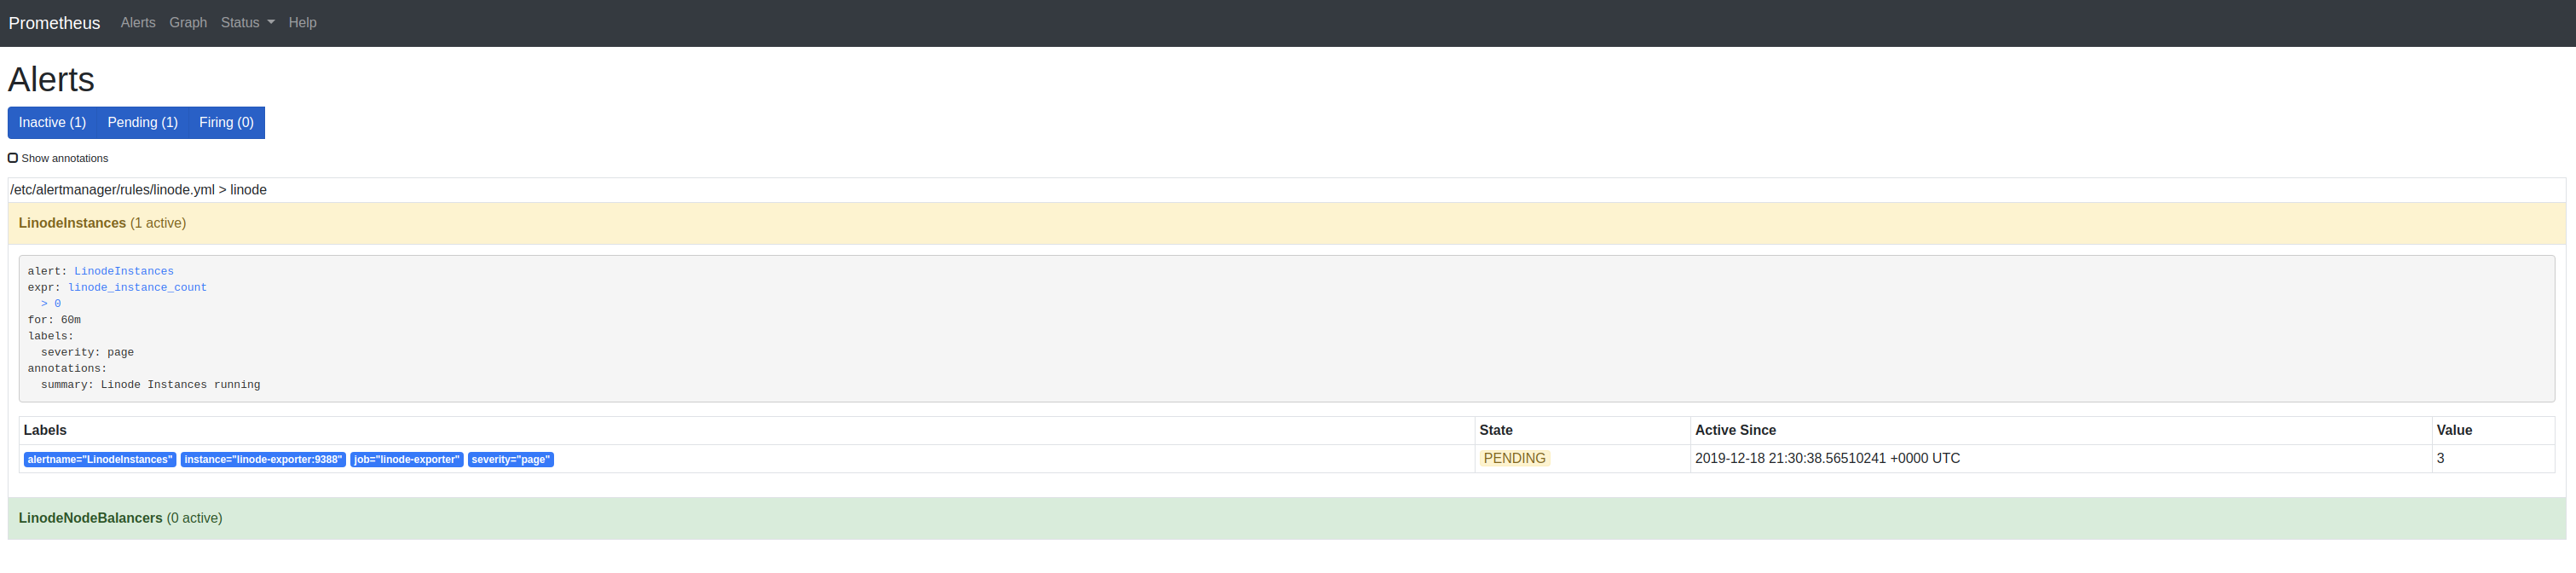 Prometheus Alerts Graph Status Help
Alerts
Inactive (1) Pending (1) Firing (0)
Show annotations
/etc/alertmanager/rules/linode.yml > linode
LinodeInstances (1 active)
alert: LinodeInstances
expr: linode_instance_count
  > 0
for: 60m
labels:
  severity: page
annotations:
  summary: Linode Instances running
Labels State Active Since Value
alertname="LinodeInstances" instance="linode-exporter:9388" job="linode-exporter" severity="page" PENDING 2019-12-18 21:30:38.56510241 +0000 UTC 3
LinodeNodeBalancers (0 active)